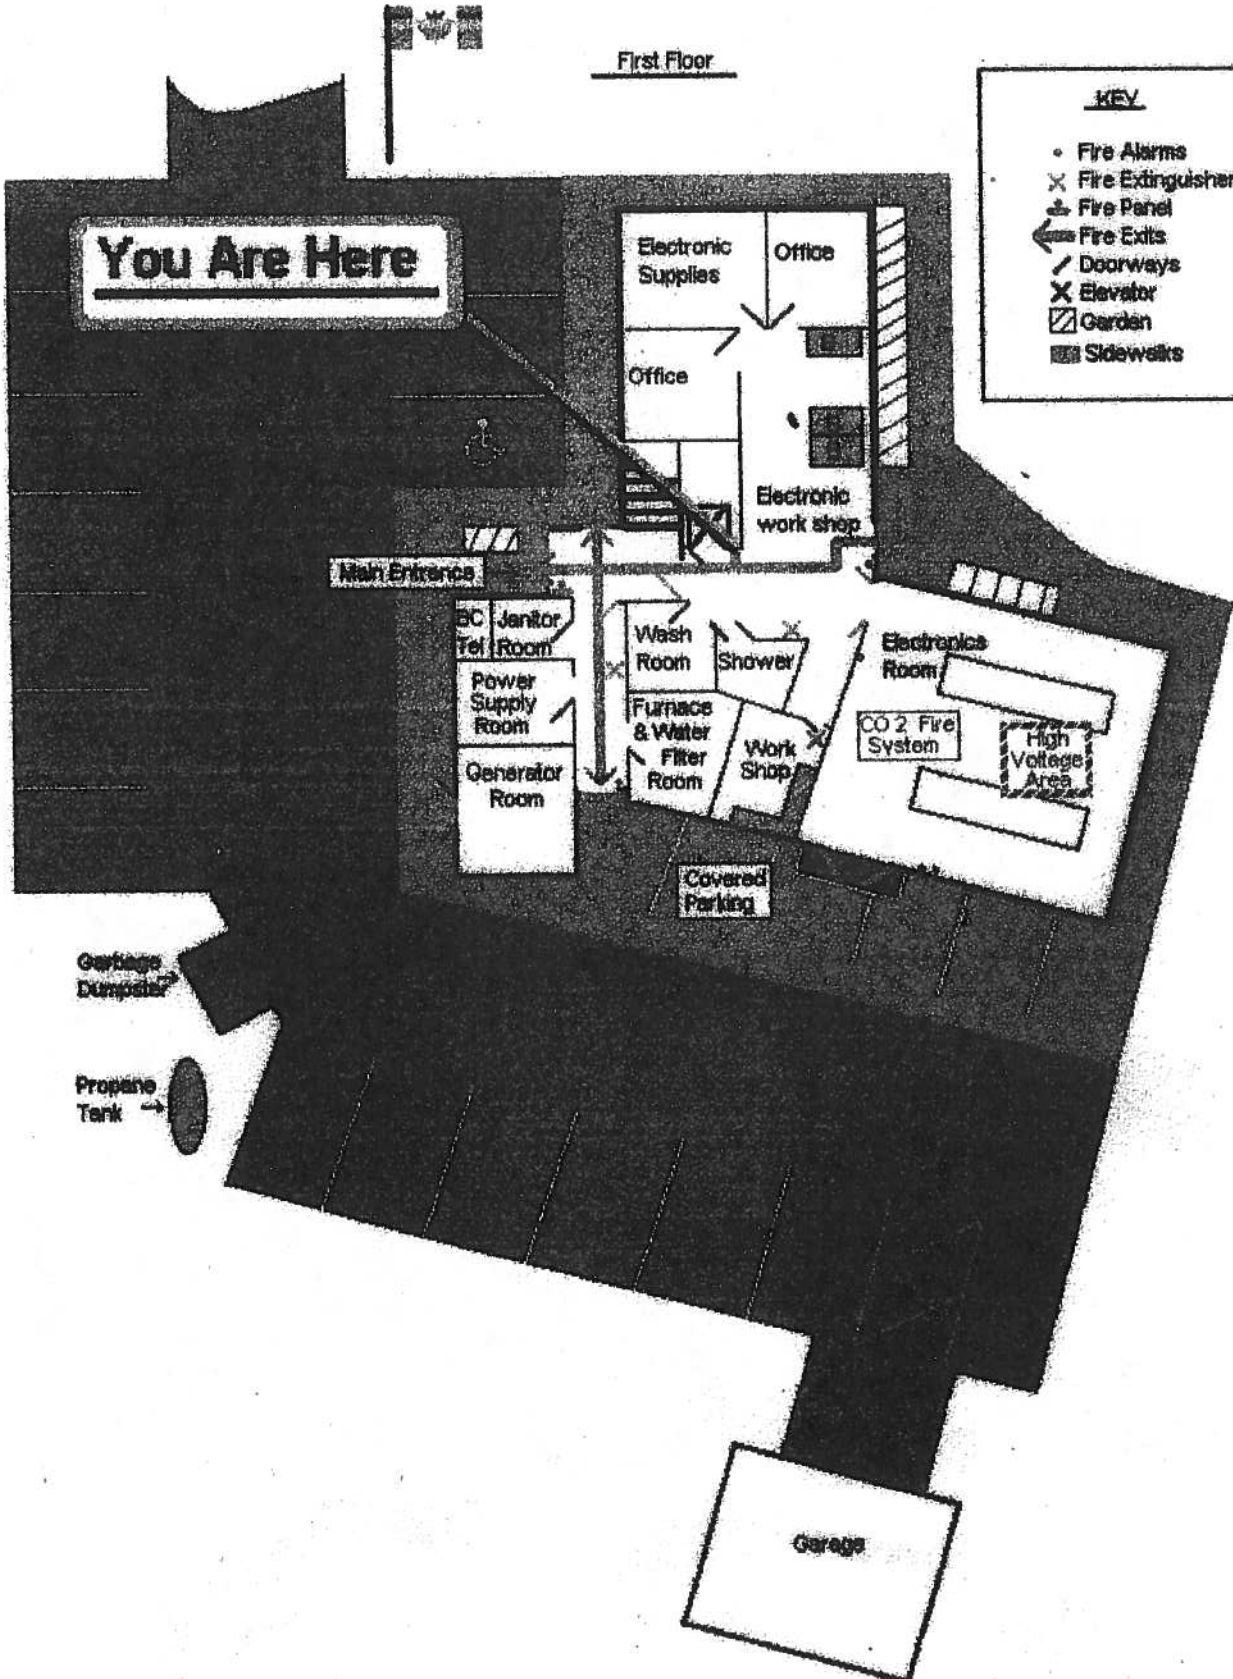 First Floor
KEY
Fire Alarms
Fire Extinguisher
Fire Panel
Fire Exits
Doorways
Elevator
Garden
Sidewalks
You Are Here
Electronic
Supplies
Office
Office
Electronic
work shop
Main Entrance
BC
Tel
Janitor
Room
Wash
Room
Shower
Electronics
Room
Power
Supply
Room
Furnace
& Water
Filter
Room
Work
Shop
CO 2 Fire
System
High
Voltage
Area
Generator
Room
Covered
Parking
Garbage
Dumpster
Propane
Tank
Garage